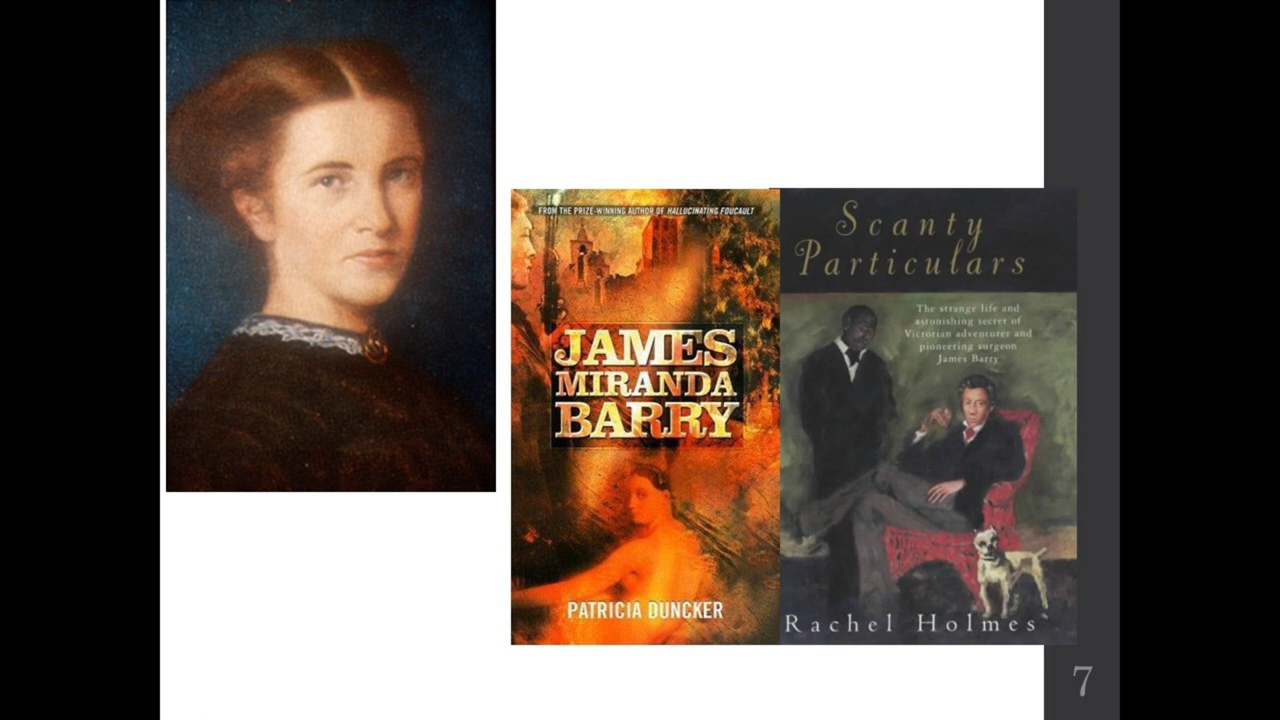 FROM THE PRIZE-WINNING AUTHOR OF HALLUCINATING FOUCAULT
JAMES
MIRANDA
BARRY
PATRICIA DUNCKER
Scanty
Particulars
The strange life and
astonishing secret of
Victorian adventurer and
pioneering surgeon
James Barry
Rachel Holmes
7